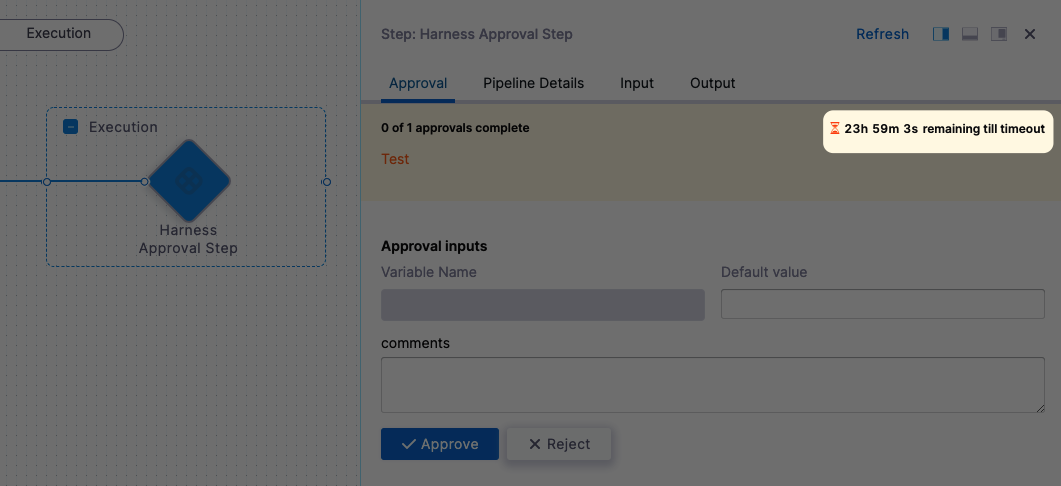 Execution
Execution
Harness
Approval Step
Step: Harness Approval Step
Refresh
Approval
Pipeline Details
Input
Output
0 of 1 approvals complete
23h 59m 3s remaining till timeout
Test
Approval inputs
Variable Name
Default value
comments
Approve
Reject